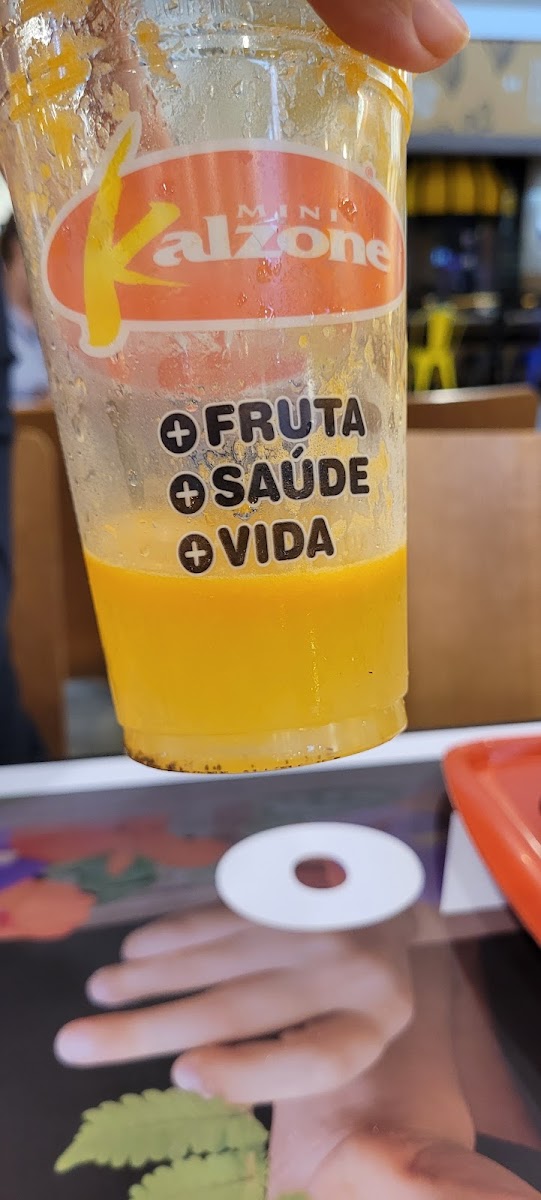 MINI
Kalzone
+ FRUTA
+ SAÚDE
+ VIDA